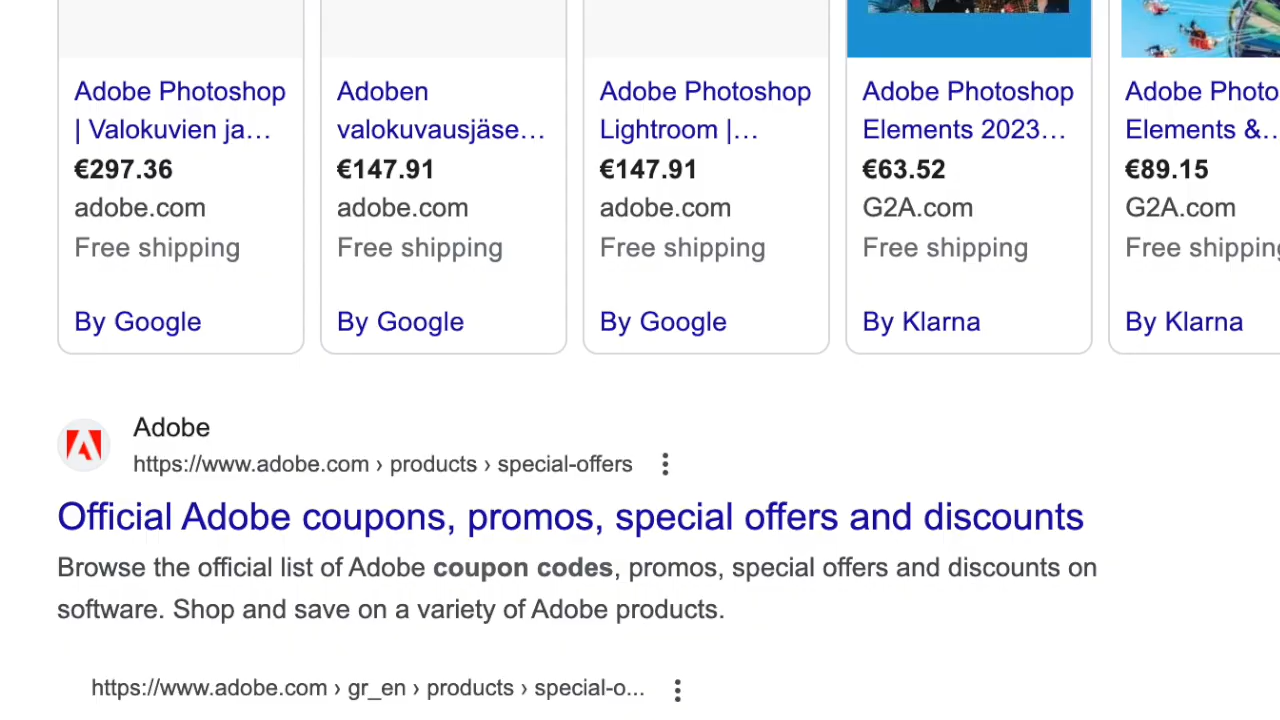 Adobe Photoshop
| Valokuvien ja...
€297.36
adobe.com
Free shipping
By Google
Adoben
valokuvausjäse...
€147.91
adobe.com
Free shipping
By Google
Adobe Photoshop
Lightroom |...
€147.91
adobe.com
Free shipping
By Google
Adobe Photoshop
Elements 2023...
€63.52
G2A.com
Free shipping
By Klarna
Adobe Photo
Elements &...
€89.15
G2A.com
Free shipping
By Klarna
Adobe
https://www.adobe.com › products › special-offers
Official Adobe coupons, promos, special offers and discounts
Browse the official list of Adobe coupon codes, promos, special offers and discounts on
software. Shop and save on a variety of Adobe products.
https://www.adobe.com › gr_en › products › special-o...